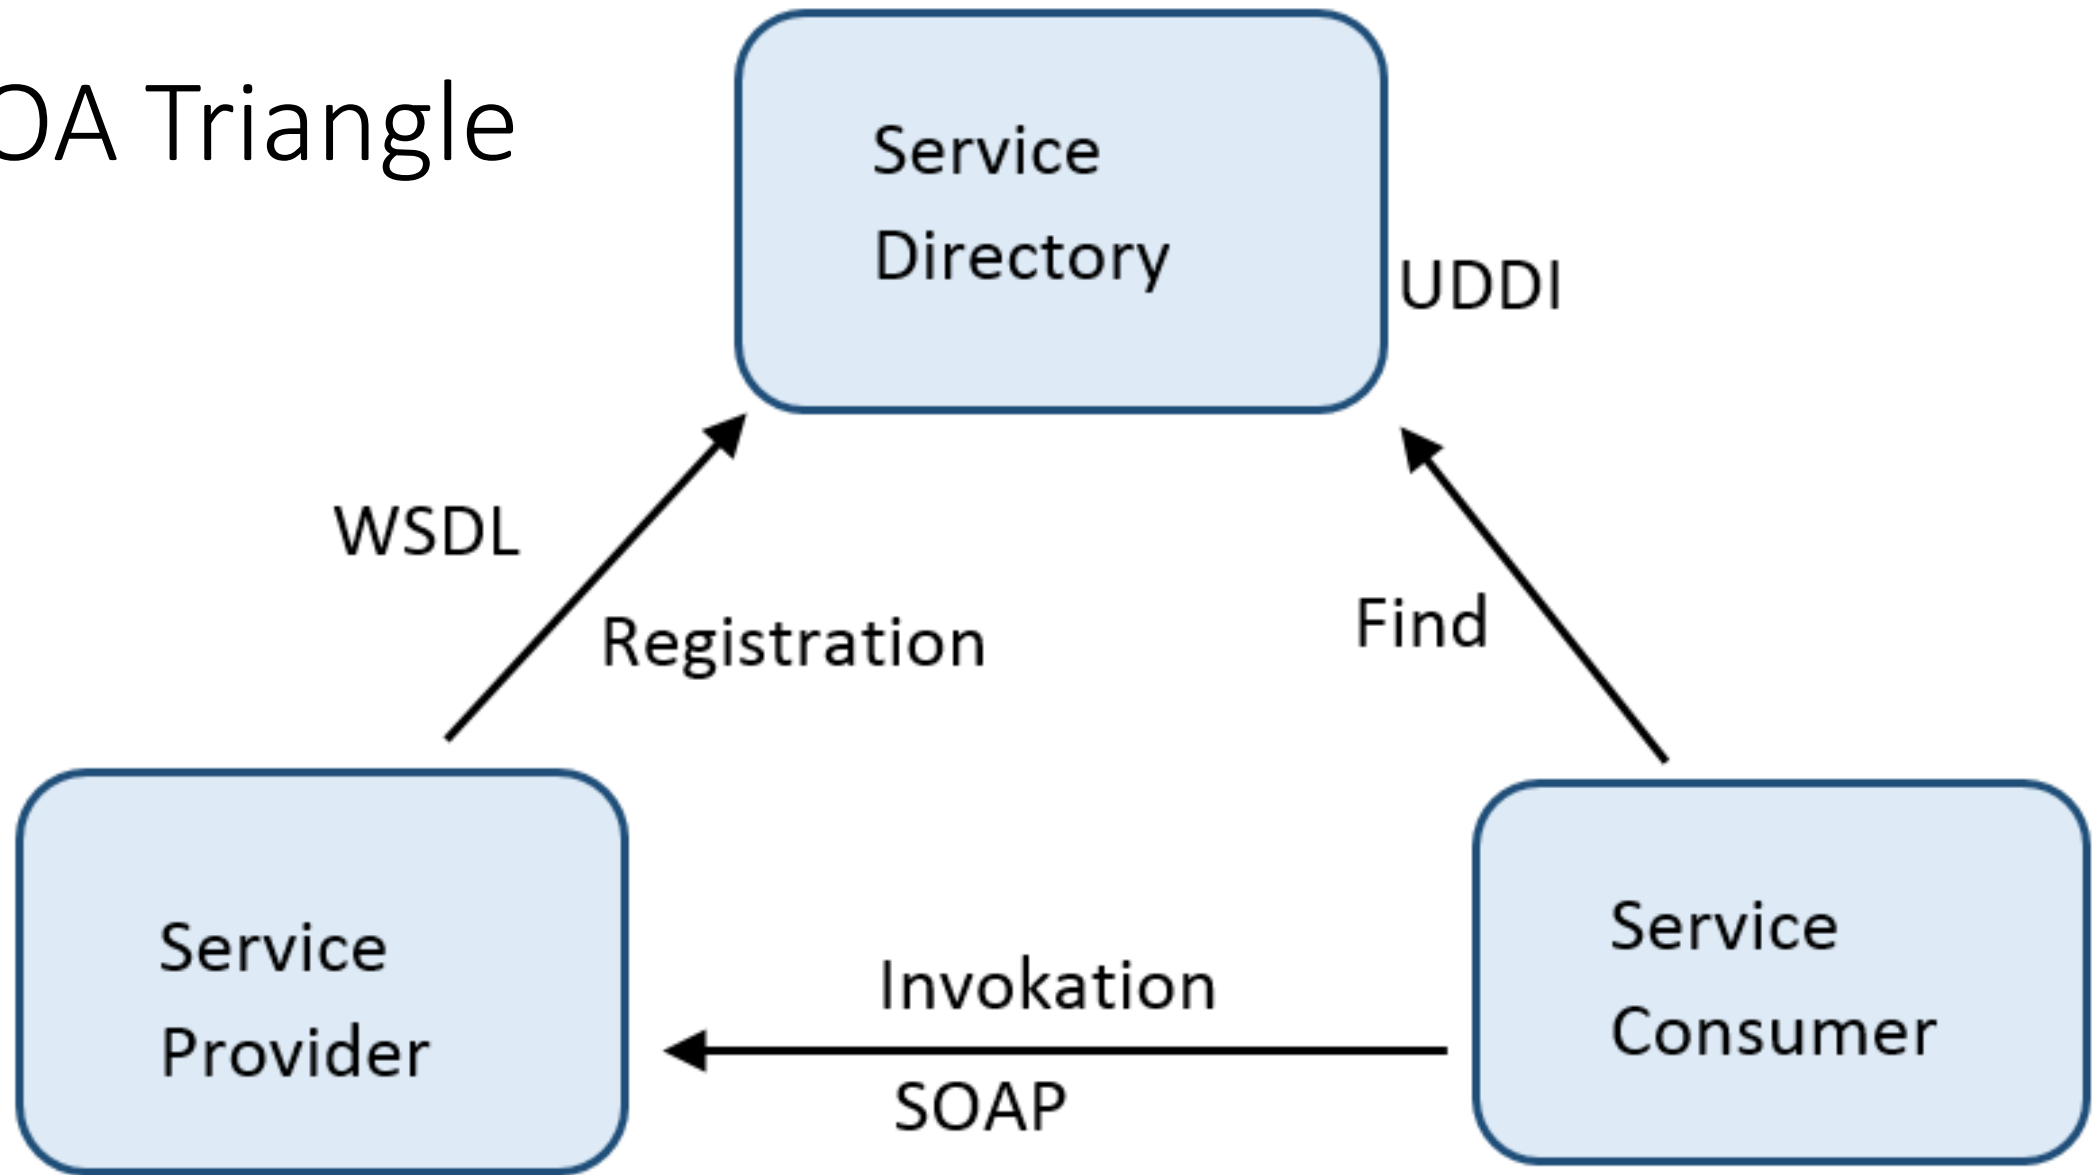 OA Triangle
Service
Directory
UDDI
WSDL
Registration
Find
Service
Provider
Invokation
SOAP
Service
Consumer